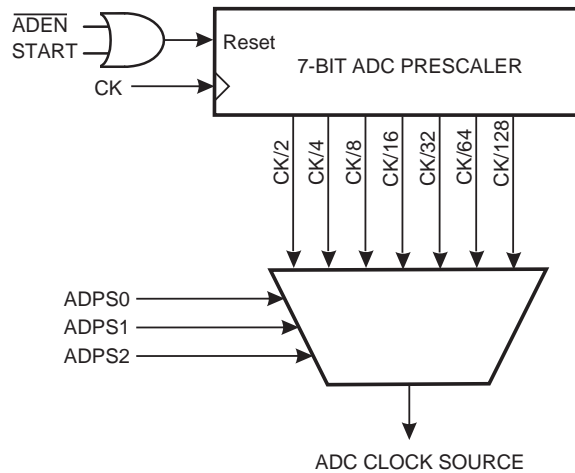 ADEN
START
Reset
7-BIT ADC PRESCALER
CK
CK/2
CK/4
CK/8
CK/16
CK/32
CK/64
CK/128
ADPS0
ADPS1
ADPS2
ADC CLOCK SOURCE